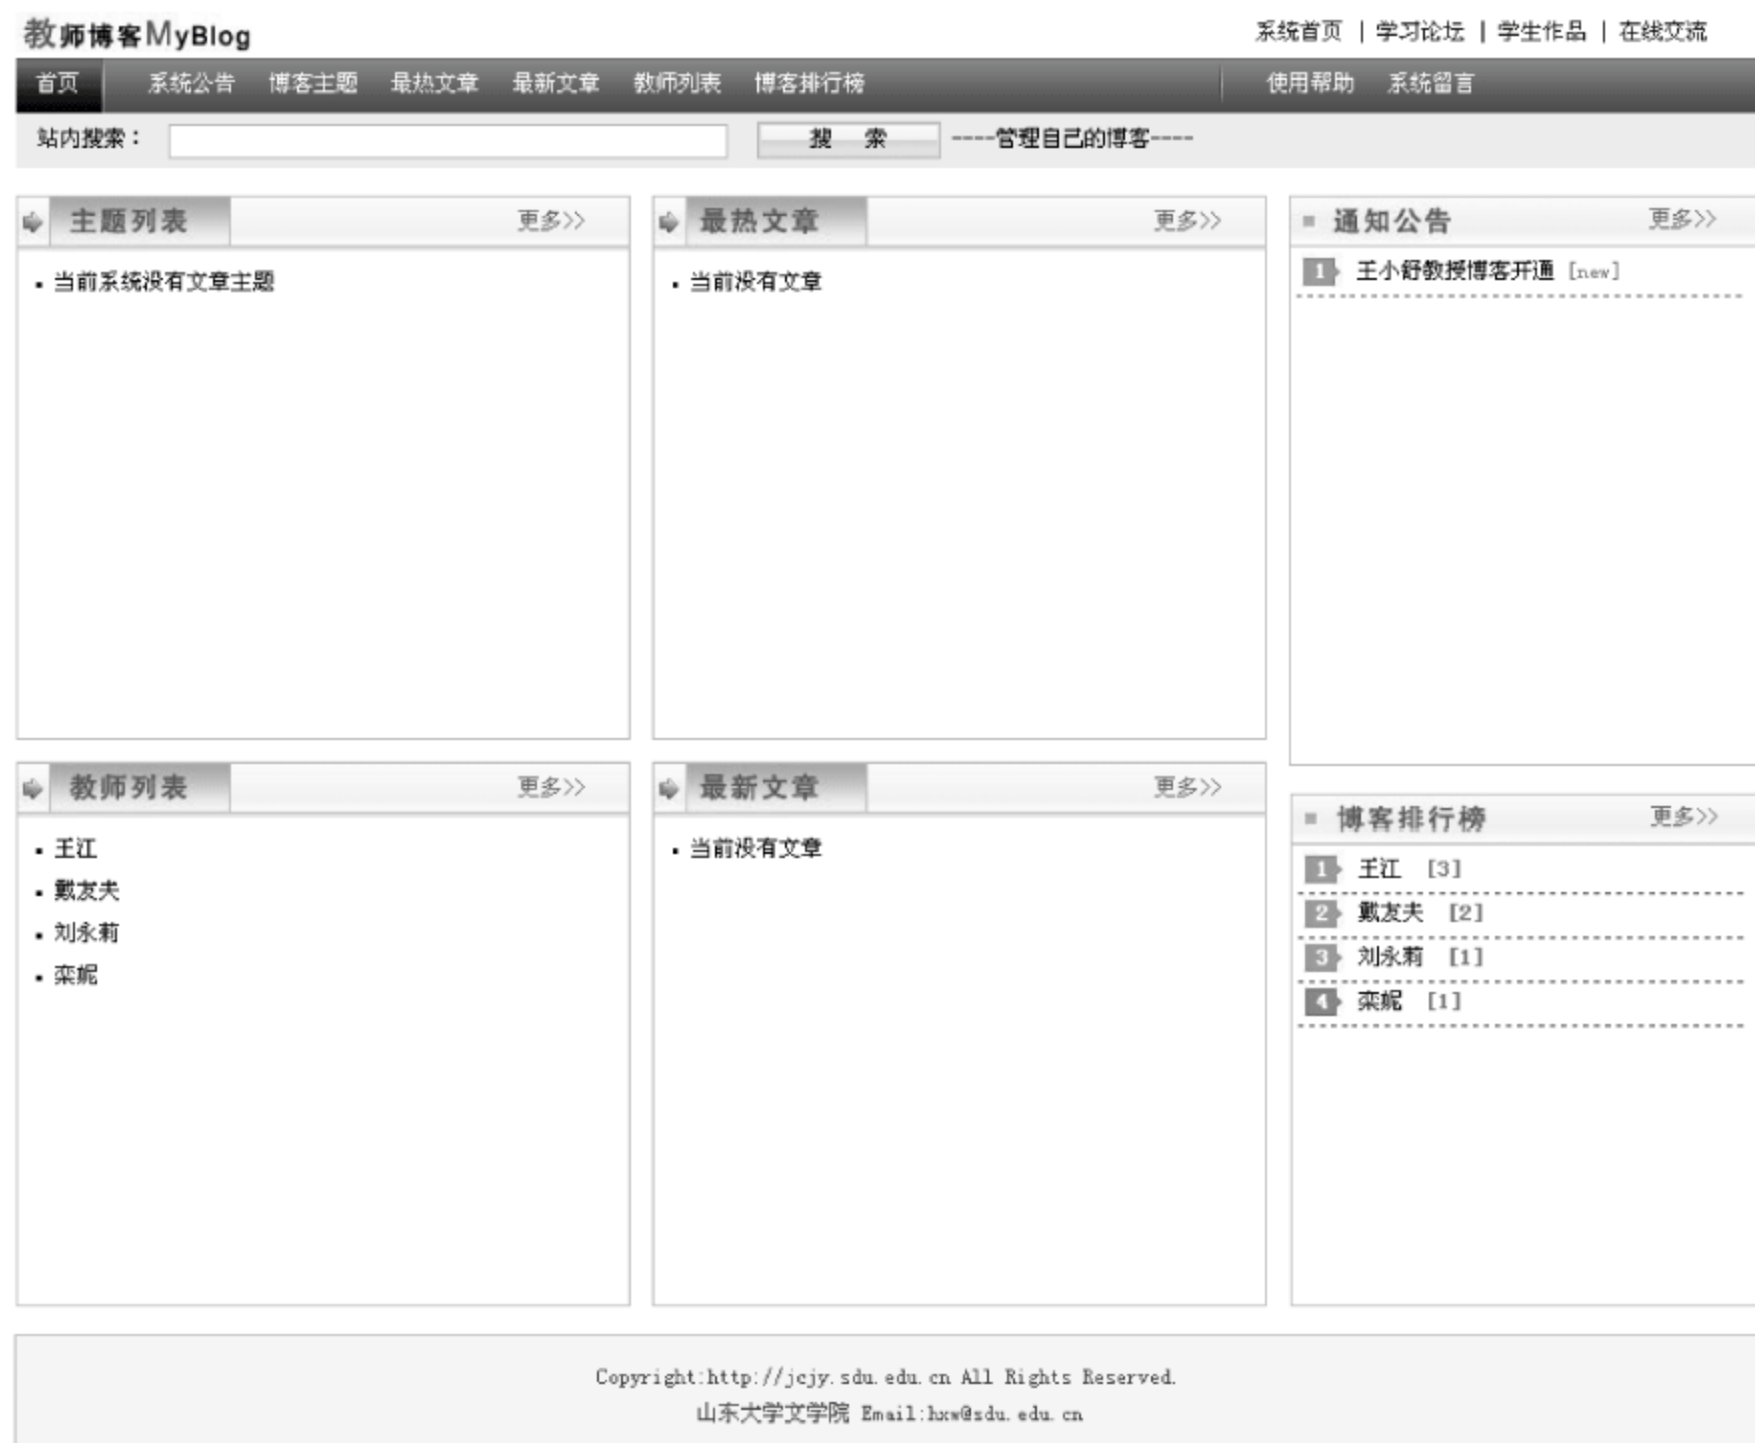 教师博客MyBlog
系统首页 | 学习论坛 | 学生作品 | 在线交流
首页 系统公告 博客主题 最热文章 最新文章 教师列表 博客排行榜 使用帮助 系统留言
站内搜索： 搜 索 ----管理自己的博客----
主题列表 更多>>
▪ 当前系统没有文章主题
最热文章 更多>>
▪ 当前没有文章
通知公告 更多>>
1 王小舒教授博客开通 [new]
教师列表 更多>>
▪ 王江
▪ 戴友夫
▪ 刘永莉
▪ 栾妮
最新文章 更多>>
▪ 当前没有文章
博客排行榜 更多>>
1 王江 [3]
2 戴友夫 [2]
3 刘永莉 [1]
4 栾妮 [1]
Copyright:http://jcjy.sdu.edu.cn All Rights Reserved.
山东大学文学院 Email:hxw@sdu.edu.cn